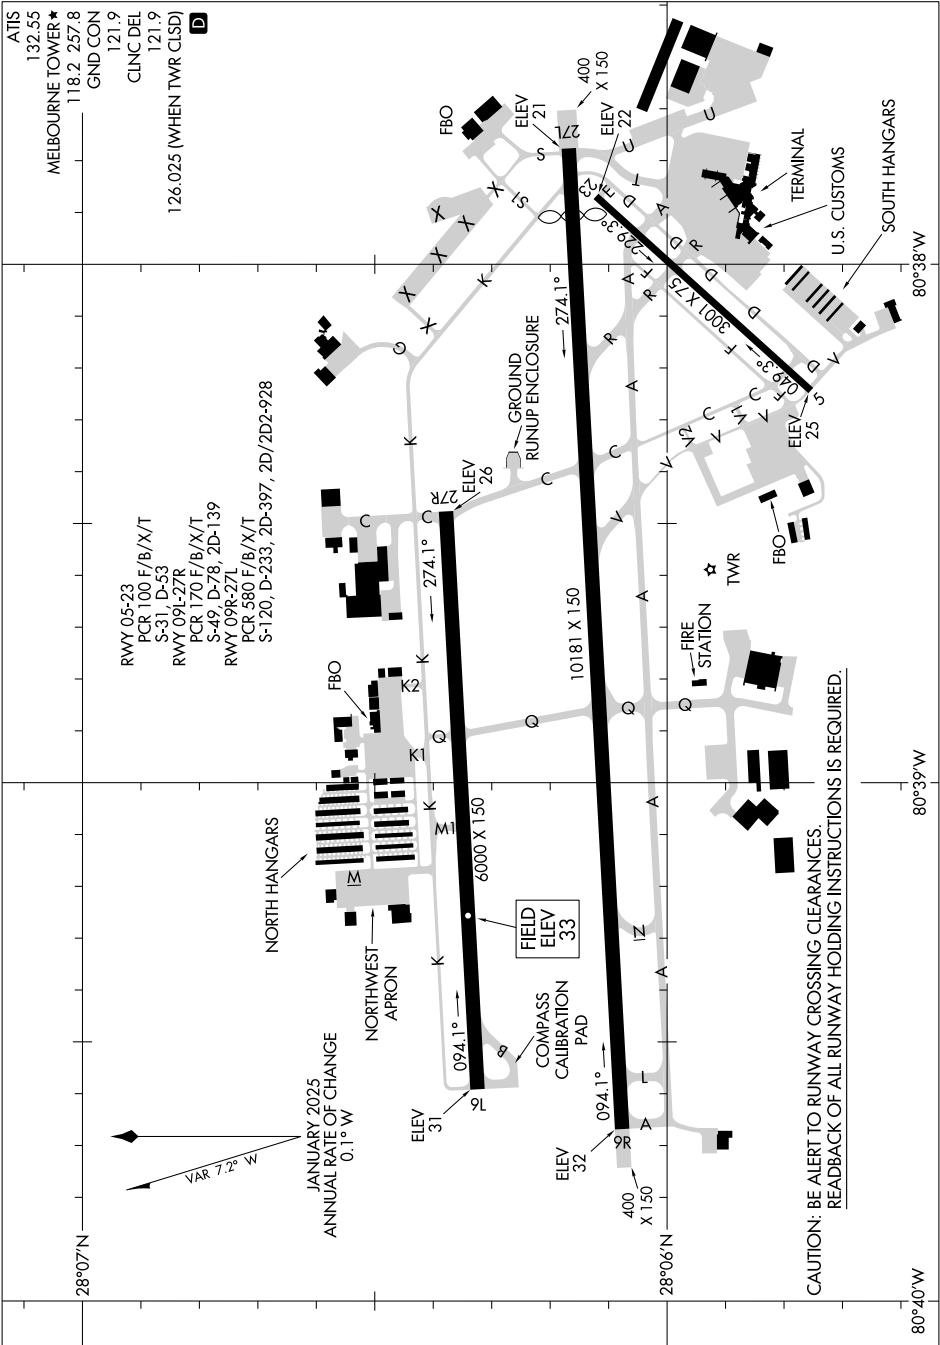 ATIS
132.55
MELBOURNE TOWER★
118.2 257.8
GND CON
121.9
CLNC DEL
121.9
126.025 (WHEN TWR CLSD)
D
RWY 05-23
PCR 100 F/B/X/T
S-31, D-53
RWY 09L-27R
PCR 170 F/B/X/T
S-49, D-78, 2D-139
RWY 09R-27L
PCR 580 F/B/X/T
S-120, D-233, 2D-397, 2D/2D2-928
VAR 7.2° W
JANUARY 2025
ANNUAL RATE OF CHANGE
0.1° W
28°07'N
28°06'N
80°40'W
80°39'W
80°38'W
NORTH HANGARS
NORTHWEST
APRON
M
FBO
K2
K1
M1
K
K
K
K
K
K
Q
Q
Q
Q
C
C
C
C
C
G
X
X
X
X
X
X
S1
S
FBO
ELEV
21
27L
400
X 150
ELEV
22
23
E
D
T
U
U
A
D
R
D
D
D
F
R
A
F
F
229.3°
3001 X 75
049.3°
5
ELEV
25
V
C
V
V
V1
V2
V
V
R
A
A
A
A
A
TERMINAL
U.S. CUSTOMS
SOUTH HANGARS
274.1°
10181 X 150
094.1°
9R
ELEV
32
400
X 150
A
L
N
GROUND
RUNUP ENCLOSURE
27R
ELEV
26
274.1°
6000 X 150
094.1°
9L
ELEV
31
B
COMPASS
CALIBRATION
PAD
FIELD
ELEV
33
FIRE
STATION
TWR
FBO
CAUTION: BE ALERT TO RUNWAY CROSSING CLEARANCES.
READBACK OF ALL RUNWAY HOLDING INSTRUCTIONS IS REQUIRED.